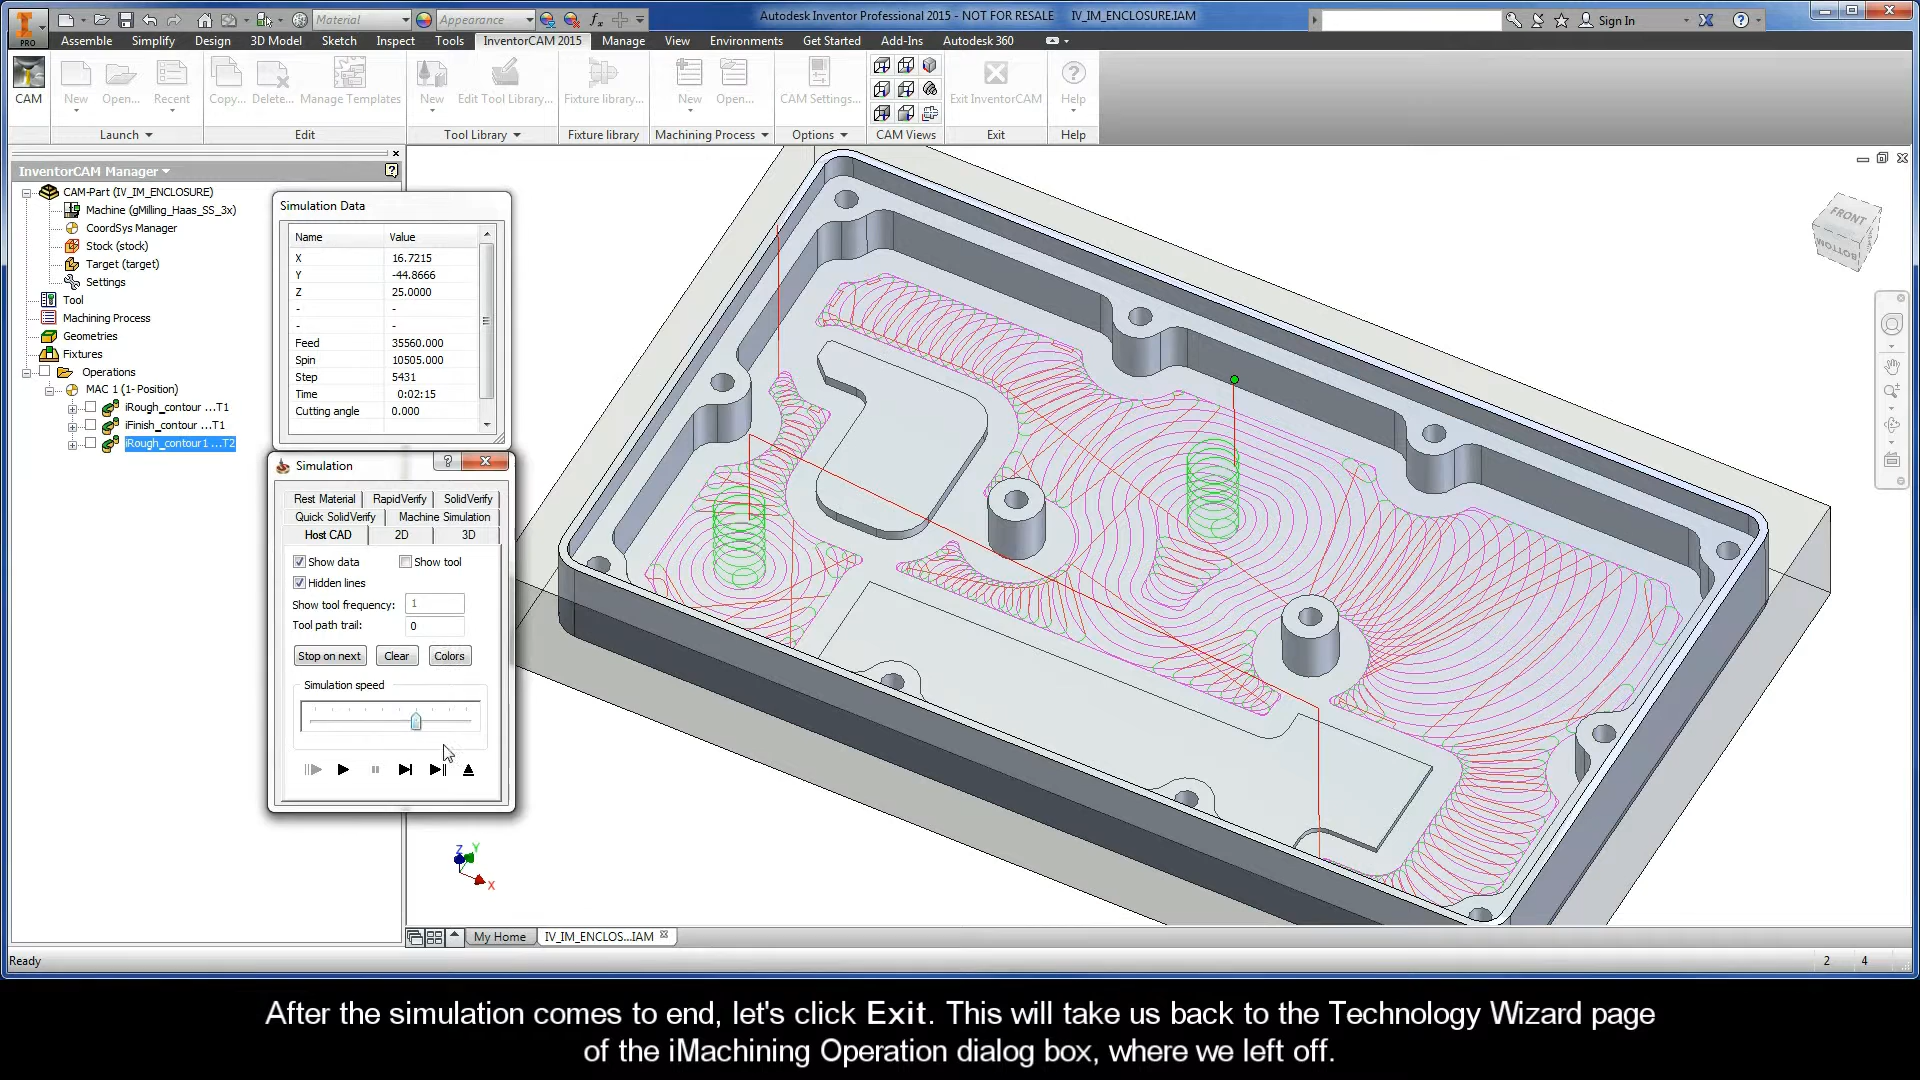 Material
Appearance
Autodesk Inventor Professional 2015 - NOT FOR RESALE IV_IM_ENCLOSURE.IAM
Sign In
PRO
Assemble Simplify Design 3D Model Sketch Inspect Tools InventorCAM 2015 Manage View Environments Get Started Add-Ins Autodesk 360
CAM New Open... Recent Copy... Delete... Manage Templates New Edit Tool Library... Fixture library... New Open... CAM Settings... Exit InventorCAM Help
Launch Edit Tool Library Fixture library Machining Process Options CAM Views Exit Help
InventorCAM Manager
CAM-Part (IV_IM_ENCLOSURE)
Machine (gMilling_Haas_SS_3x)
CoordSys Manager
Stock (stock)
Target (target)
Settings
Tool
Machining Process
Geometries
Fixtures
Operations
MAC 1 (1- Position)
iRough_contour ...T1
iFinish_contour ...T1
iRough_contour1 ...T2
Simulation Data
Name Value
X 16.7215
Y -44.8666
Z 25.0000
- -
- -
Feed 35560.000
Spin 10505.000
Step 5431
Time 0:02:15
Cutting angle 0.000
Simulation
Rest Material RapidVerify SolidVerify
Quick SolidVerify Machine Simulation
Host CAD 2D 3D
Show data Show tool
Hidden lines
Show tool frequency: 1
Tool path trail: 0
Stop on next Clear Colors
Simulation speed
FRONT
BOTTOM
Z Y
X
My Home IV_IM_ENCLOS...IAM
Ready 2 4
After the simulation comes to end, let's click Exit. This will take us back to the Technology Wizard page
of the iMachining Operation dialog box, where we left off.